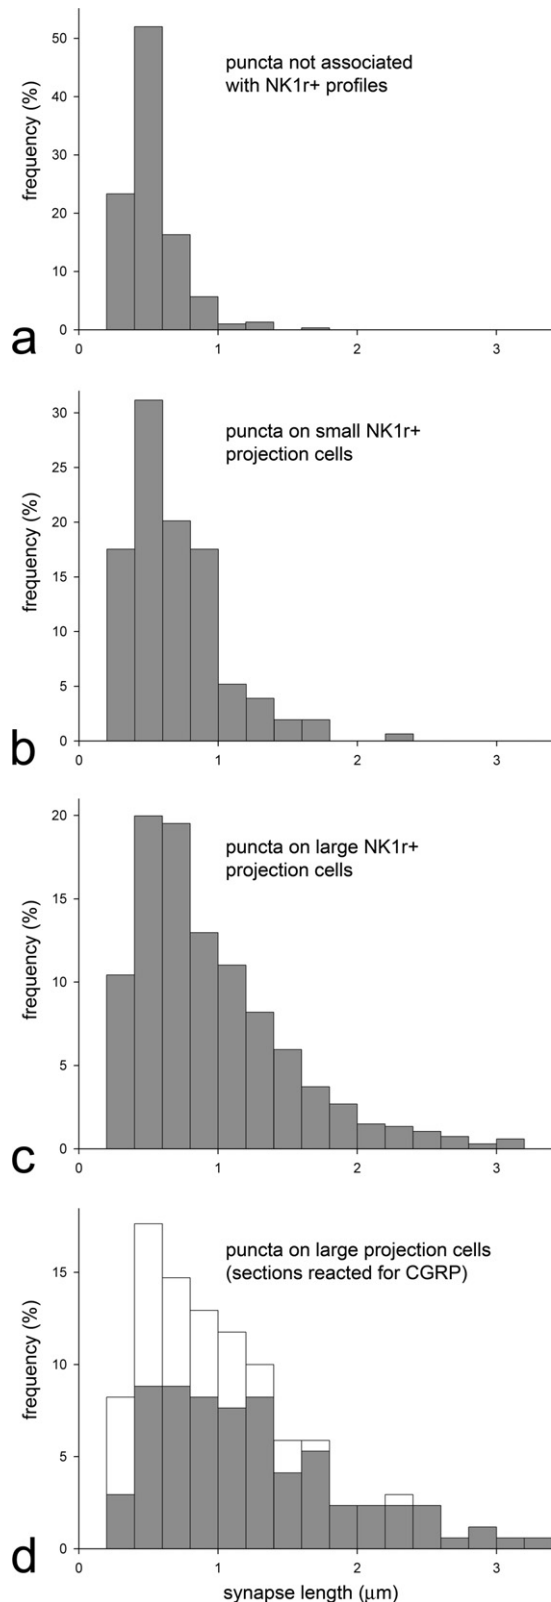 50
40
30
20
10
0
frequency (%)
puncta not associated
with NK1r+ profiles
a
0 1 2 3
30
25
20
15
10
5
0
frequency (%)
puncta on small NK1r+
projection cells
b
0 1 2 3
20
15
10
5
0
frequency (%)
puncta on large NK1r+
projection cells
c
0 1 2 3
15
10
5
0
frequency (%)
puncta on large projection cells
(sections reacted for CGRP)
d
0 1 2 3
synapse length (μm)